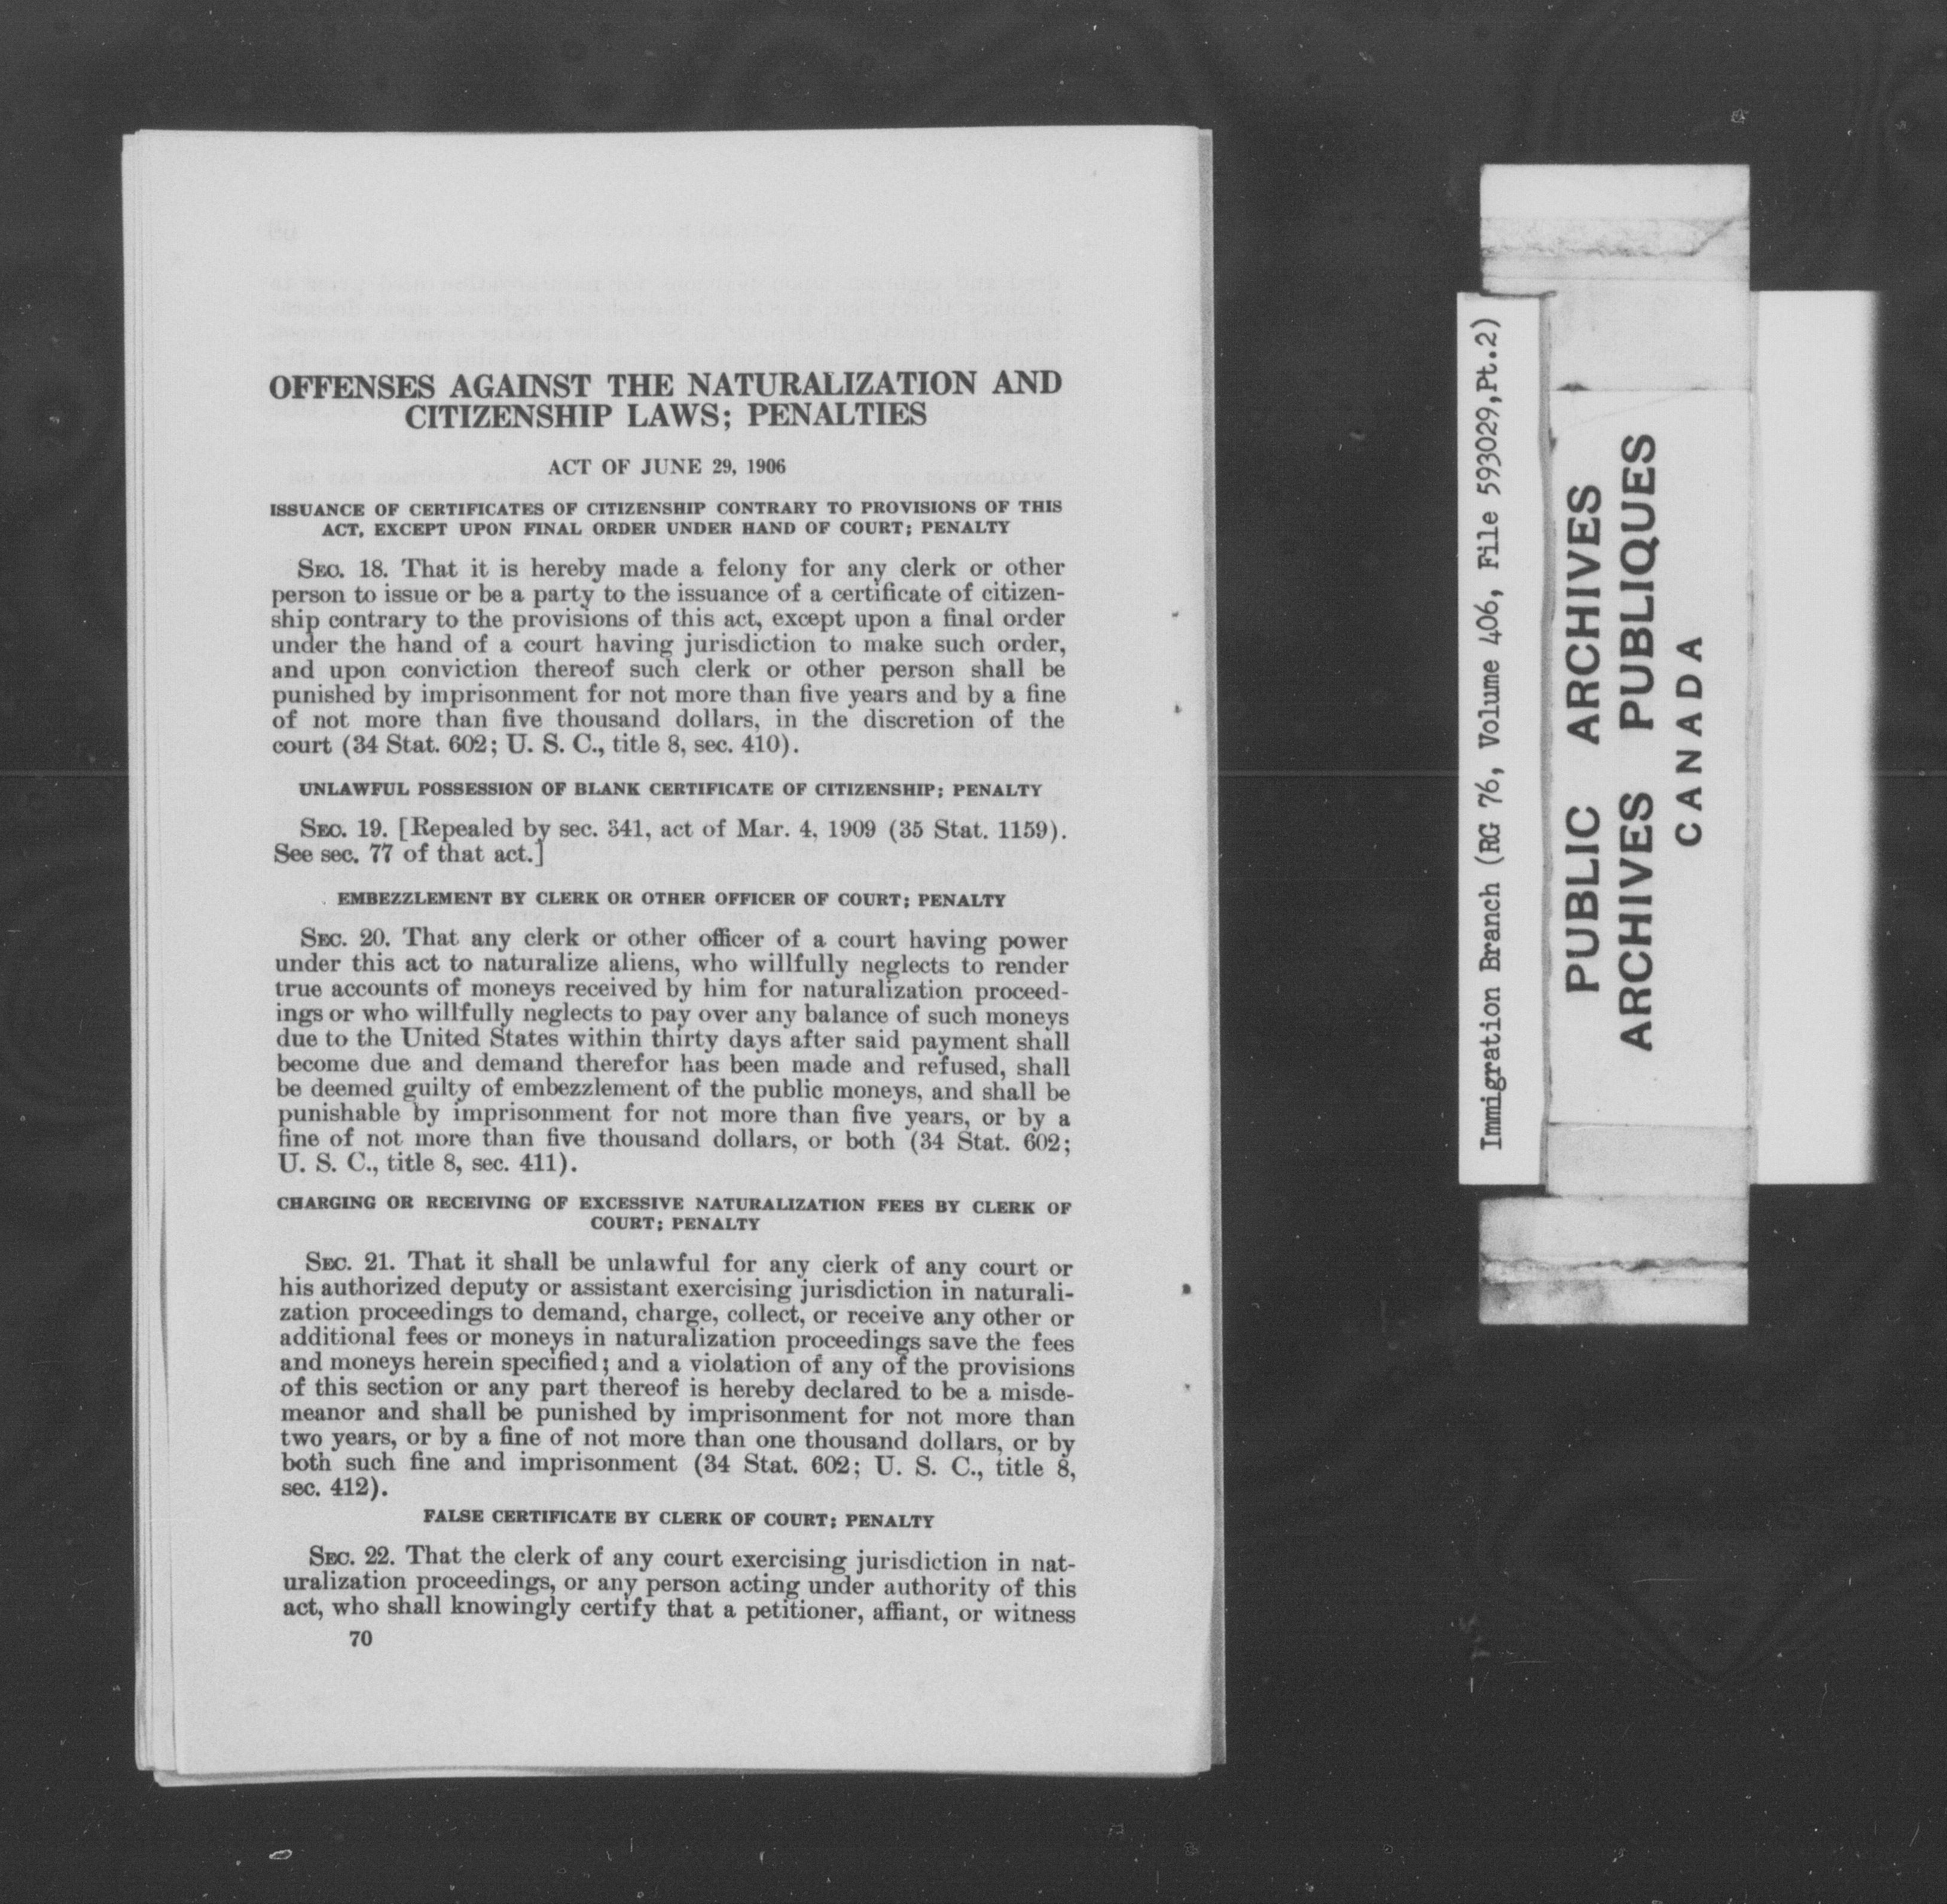 OFFENSES AGAINST THE NATURALIZATION AND
CITIZENSHIP LAWS; PENALTIES
ACT OF JUNE 29, 1906
ISSUANCE OF CERTIFICATES OF CITIZENSHIP CONTRARY TO PROVISIONS OF THIS
ACT, EXCEPT UPON FINAL ORDER UNDER HAND OF COURT; PENALTY
SEC. 18. That it is hereby made a felony for any clerk or other
person to issue or be a party to the issuance of a certificate of citizen-
ship contrary to the provisions of this act, except upon a final order
under the hand of a court having jurisdiction to make such order,
and upon conviction thereof such clerk or other person shall be
punished by imprisonment for not more than five years and by a fine
of not more than five thousand dollars, in the discretion of the
court (34 Stat. 602; U. S. C., title 8, sec. 410).
UNLAWFUL POSSESSION OF BLANK CERTIFICATE OF CITIZENSHIP; PENALTY
SEC. 19. [Repealed by sec. 341, act of Mar. 4, 1909 (35 Stat. 1159).
See sec. 77 of that act.]
EMBEZZLEMENT BY CLERK OR OTHER OFFICER OF COURT; PENALTY
SEC. 20. That any clerk or other officer of a court having power
under this act to naturalize aliens, who willfully neglects to render
true accounts of moneys received by him for naturalization proceed-
ings or who willfully neglects to pay over any balance of such moneys
due to the United States within thirty days after said payment shall
become due and demand therefor has been made and refused, shall
be deemed guilty of embezzlement of the public moneys, and shall be
punishable by imprisonment for not more than five years, or by a
fine of not more than five thousand dollars, or both (34 Stat. 602;
U. S. C., title 8, sec. 411).
CHARGING OR RECEIVING OF EXCESSIVE NATURALIZATION FEES BY CLERK OF
COURT; PENALTY
SEC. 21. That it shall be unlawful for any clerk of any court or
his authorized deputy or assistant exercising jurisdiction in naturali-
zation proceedings to demand, charge, collect, or receive any other or
additional fees or moneys in naturalization proceedings save the fees
and moneys herein specified; and a violation of any of the provisions
of this section or any part thereof is hereby declared to be a misde-
meanor and shall be punished by imprisonment for not more than
two years, or by a fine of not more than one thousand dollars, or by
both such fine and imprisonment (34 Stat. 602; U. S. C., title 8,
sec. 412).
FALSE CERTIFICATE BY CLERK OF COURT; PENALTY
SEC. 22. That the clerk of any court exercising jurisdiction in nat-
uralization proceedings, or any person acting under authority of this
act, who shall knowingly certify that a petitioner, affiant, or witness
70
Immigration Branch (RG 76, Volume 406, File 593029,Pt.2)
PUBLIC ARCHIVES
ARCHIVES PUBLIQUES
CANADA